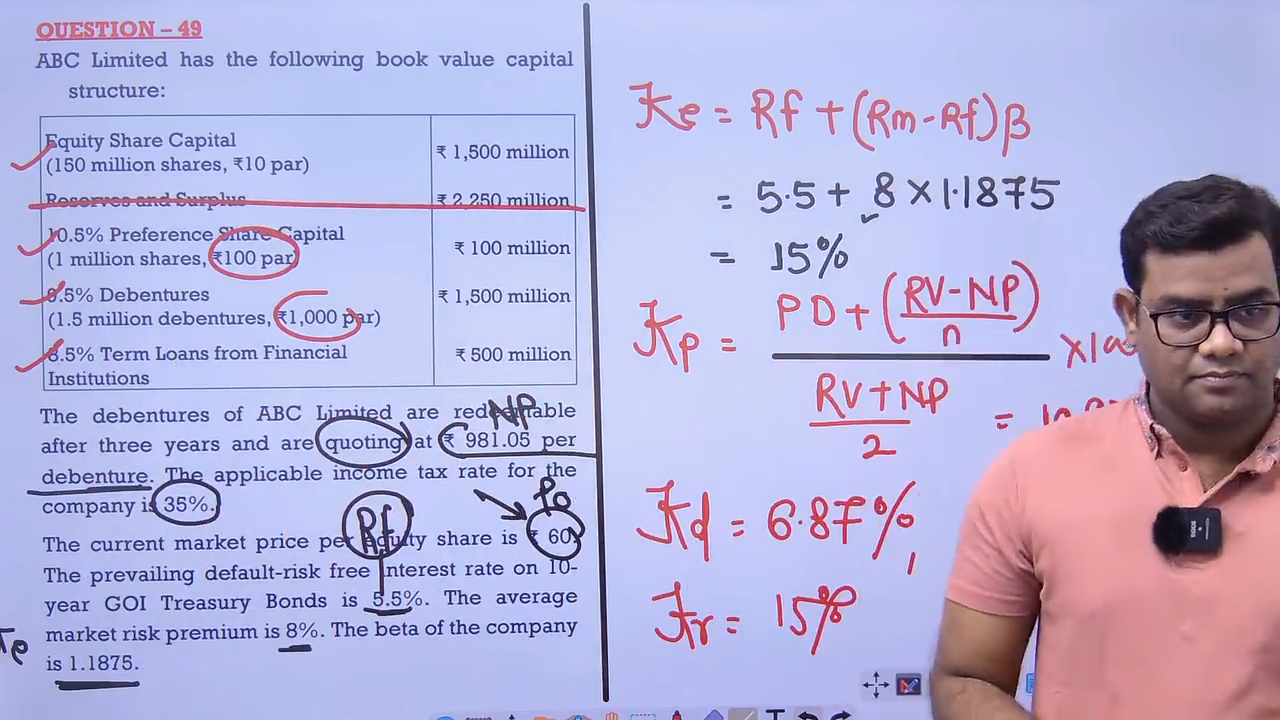 QUESTION – 49
ABC Limited has the following book value capital
structure:
Equity Share Capital
(150 million shares, ₹10 par)
₹ 1,500 million
Reserves and Surplus
₹ 2,250 million
10.5% Preference Share Capital
(1 million shares, ₹100 par)
₹ 100 million
9.5% Debentures
(1.5 million debentures, ₹1,000 par)
₹ 1,500 million
8.5% Term Loans from Financial
Institutions
₹ 500 million
The debentures of ABC Limited are redeemable
NP
after three years and are quoting at ₹ 981.05 per
debenture. The applicable income tax rate for the
company is 35%.
Po
Rf
The current market price per equity share is ₹ 60.
The prevailing default-risk free interest rate on 10-
year GOI Treasury Bonds is 5.5%. The average
market risk premium is 8%. The beta of the company
is 1.1875.
Ke = Rf + (Rm - Rf) β
= 5.5 + 8 × 1.1875
= 15%
Kp = PD + (RV - NP)
n
RV + NP
2
=
Kd = 6.87%
Kr = 15%